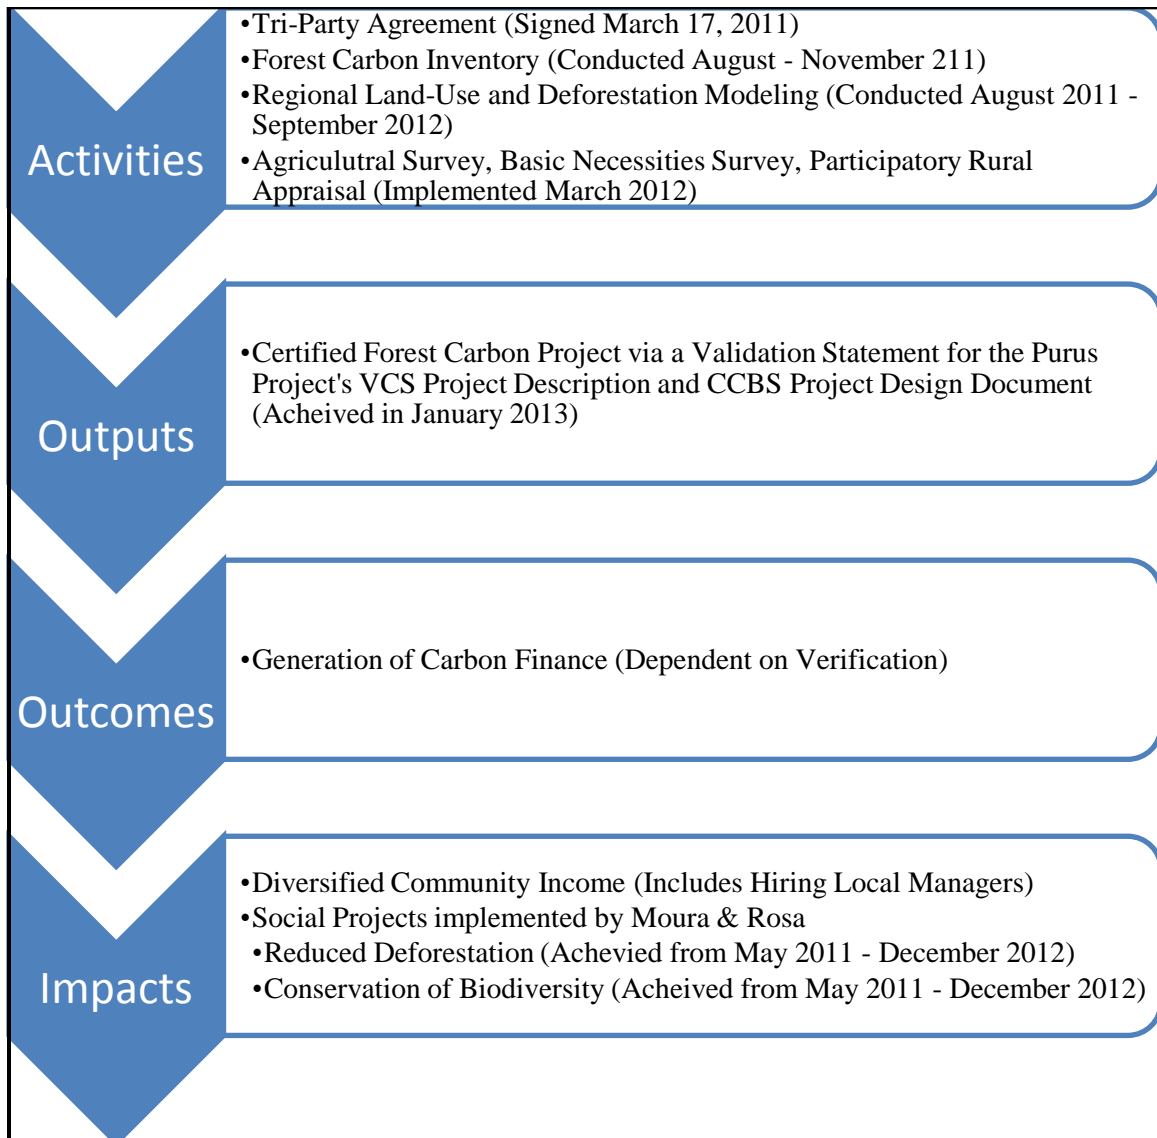 •Tri-Party Agreement (Signed March 17, 2011)
•Forest Carbon Inventory (Conducted August - November 211)
•Regional Land-Use and Deforestation Modeling (Conducted August 2011 -
September 2012)
•Agriculutral Survey, Basic Necessities Survey, Participatory Rural
Appraisal (Implemented March 2012)
Activities
•Certified Forest Carbon Project via a Validation Statement for the Purus
Project's VCS Project Description and CCBS Project Design Document
(Acheived in January 2013)
Outputs
•Generation of Carbon Finance (Dependent on Verification)
Outcomes
•Diversified Community Income (Includes Hiring Local Managers)
•Social Projects implemented by Moura & Rosa
•Reduced Deforestation (Achevied from May 2011 - December 2012)
•Conservation of Biodiversity (Acheived from May 2011 - December 2012)
Impacts